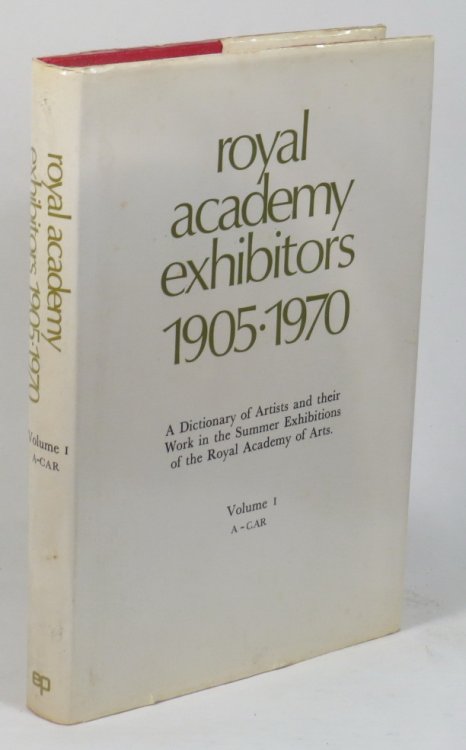 royal academy
exhibitors 1905·1970
Volume I
A-CAR
ep
royal
academy
exhibitors
1905·1970
A Dictionary of Artists and their
Work in the Summer Exhibitions
of the Royal Academy of Arts.
Volume I
A-CAR